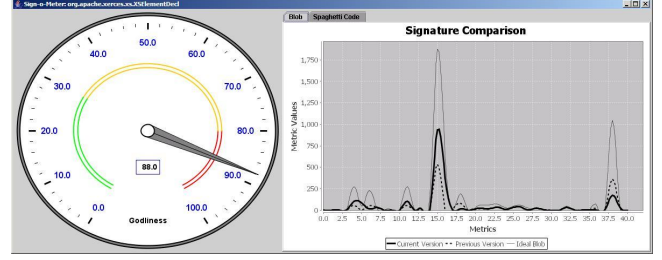 Sign-o-Meter: org.apache.xerces.xs.XSElementDecl
50.0
40.0
60.0
30.0
70.0
20.0
80.0
88.0
10.0
90.0
0.0
100.0
Godliness
Blob
Spaghetti Code
Signature Comparison
Metric Values
1,750
1,500
1,250
1,000
750
500
250
0
0.0 2.5 5.0 7.5 10.0 12.5 15.0 17.5 20.0 22.5 25.0 27.5 30.0 32.5 35.0 37.5 40.0
Metrics
Current Version Previous Version Ideal Blob